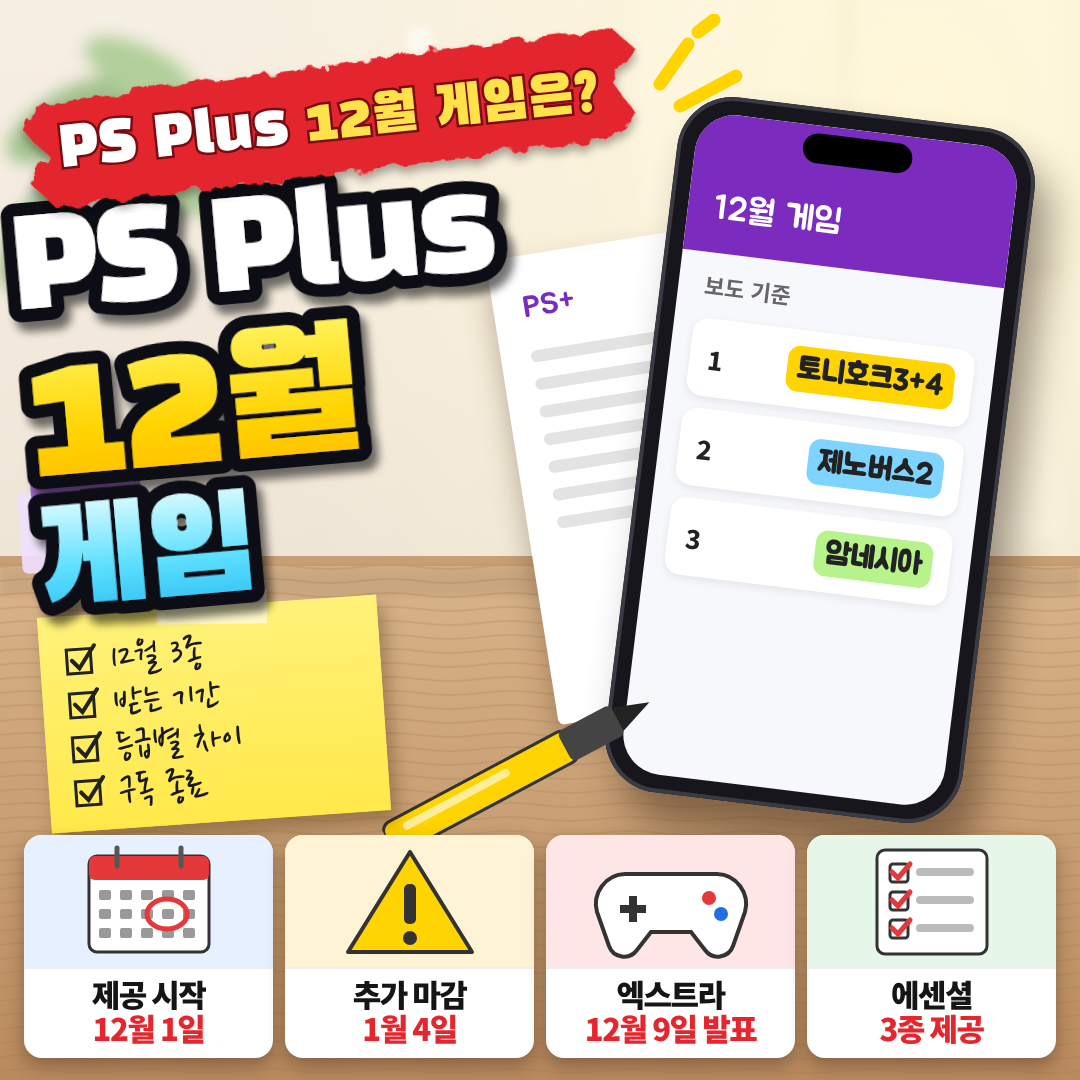 PS Plus 12월 게임은?
PS Plus
12월
게임
PS+
12월 게임
보도 기준
1 토니호크3+4
2 제노버스2
3 암네시아
12월 3종
받는 기간
등급별 차이
구독 종료
제공 시작
12월 1일
추가 마감
1월 4일
엑스트라
12월 9일 발표
에센셜
3종 제공